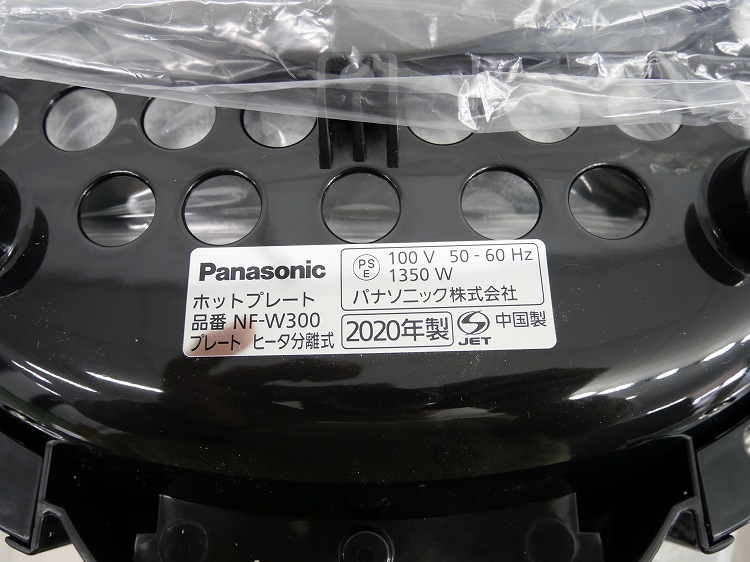 Panasonic
ホットプレート
品番 NF-W300
プレート ヒータ分離式
PS
E
100 V 50 - 60 Hz
1350 W
パナソニック株式会社
2020年製
JET
中国製